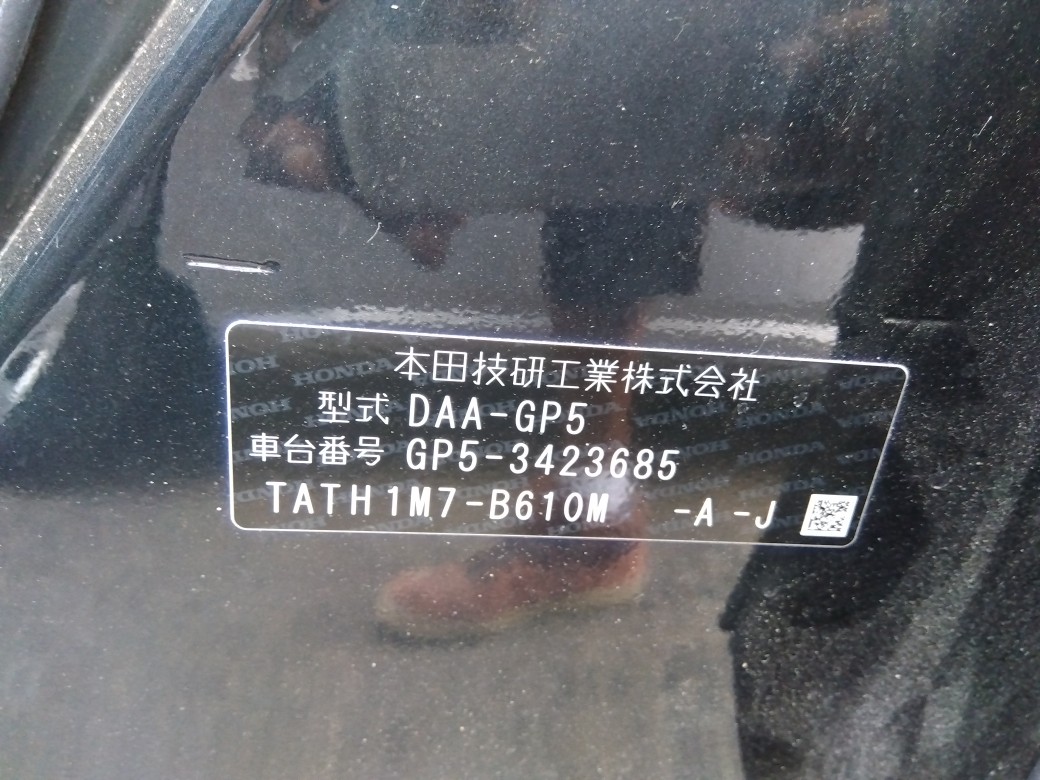 本田技研工業株式会社
型式 DAA-GP5
車台番号 GP5-3423685
TATH1M7-B610M -A -J